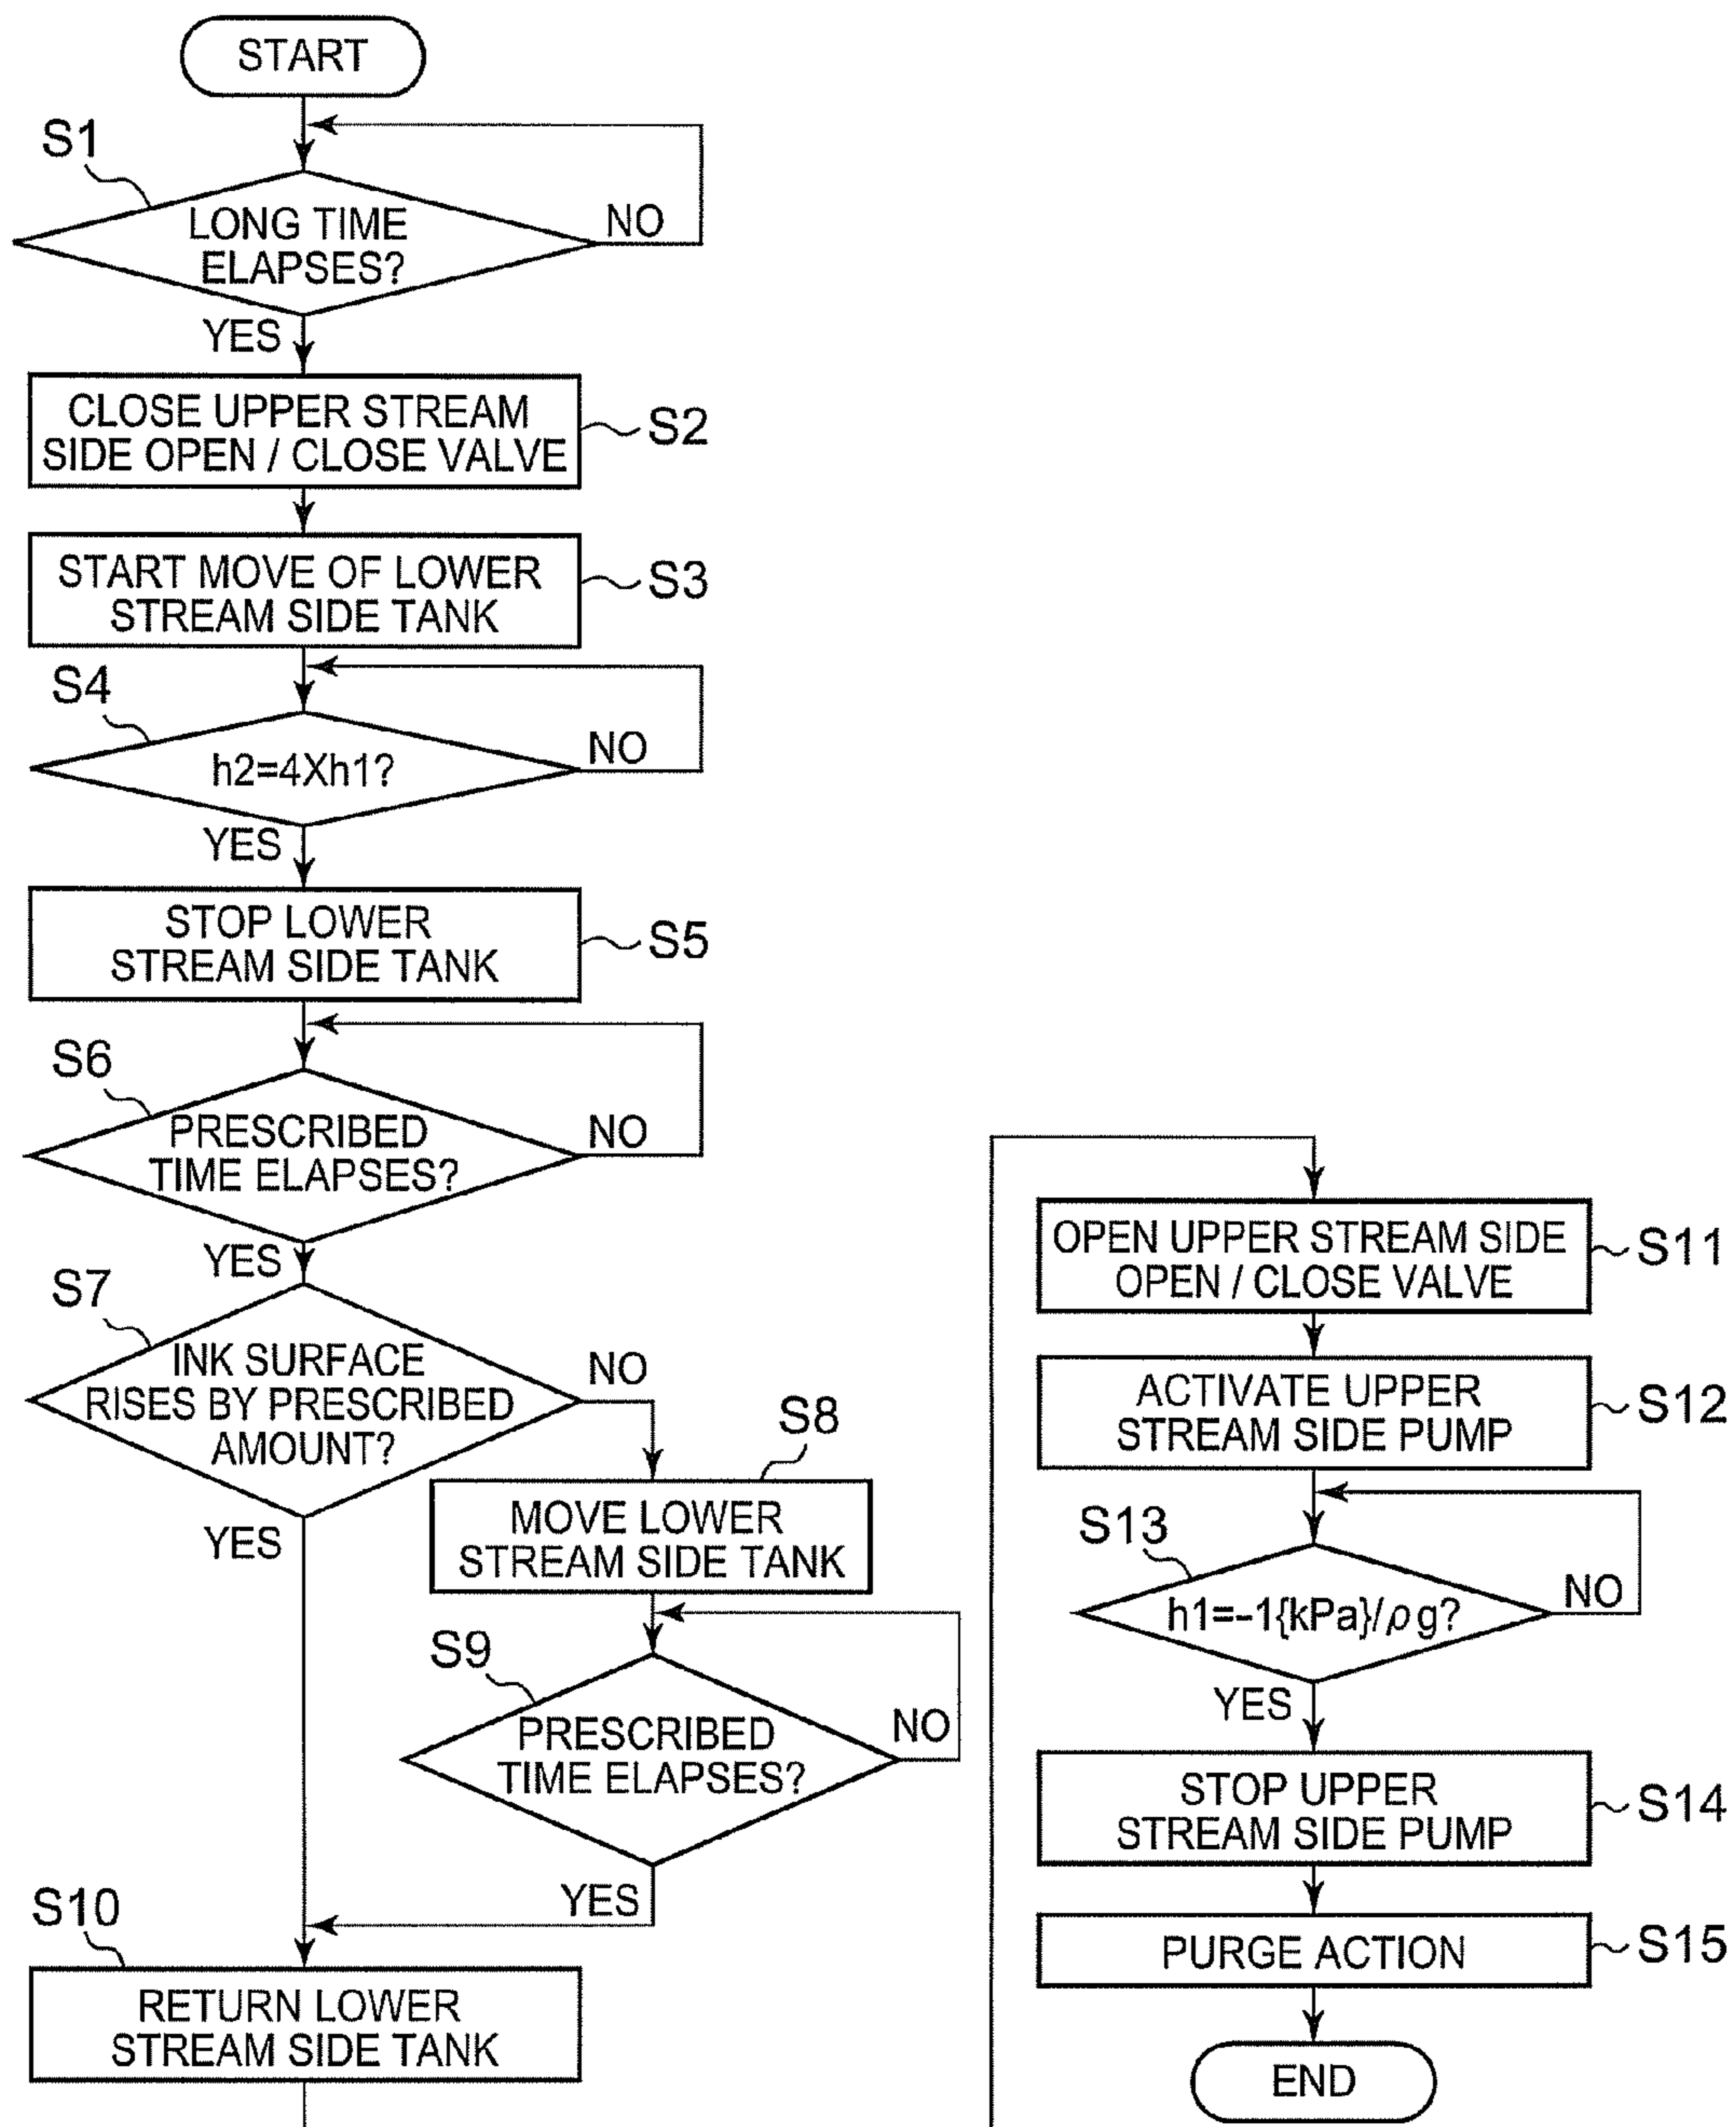 START
S1
LONG TIME
ELAPSES?
NO
YES
CLOSE UPPER STREAM
SIDE OPEN / CLOSE VALVE
S2
START MOVE OF LOWER
STREAM SIDE TANK
S3
S4
h2=4Xh1?
NO
YES
STOP LOWER
STREAM SIDE TANK
S5
S6
PRESCRIBED
TIME ELAPSES?
NO
YES
S7
INK SURFACE
RISES BY PRESCRIBED
AMOUNT?
NO
YES
S8
MOVE LOWER
STREAM SIDE TANK
S9
PRESCRIBED
TIME ELAPSES?
NO
YES
S10
RETURN LOWER
STREAM SIDE TANK
OPEN UPPER STREAM SIDE
OPEN / CLOSE VALVE
S11
ACTIVATE UPPER
STREAM SIDE PUMP
S12
S13
h1=-1{kPa}/ρg?
NO
YES
STOP UPPER
STREAM SIDE PUMP
S14
PURGE ACTION
S15
END